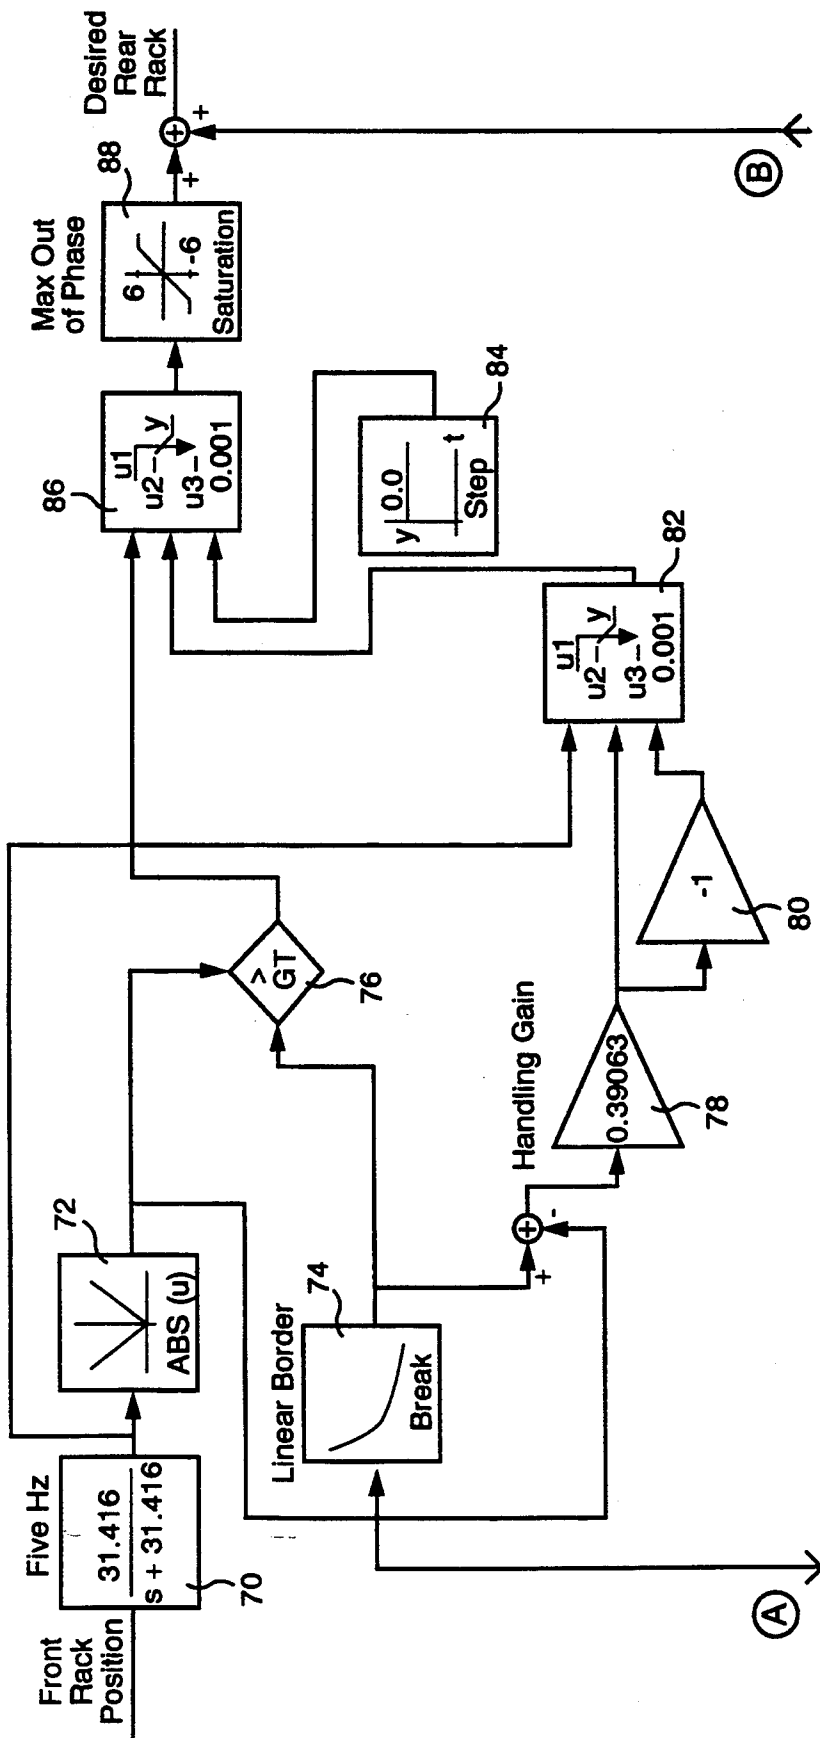 Front
Rack
Position
Five Hz
31.416
s + 31.416
70
72
ABS (u)
Linear Border
74
Break
A
+
-
Handling Gain
0.39063
78
-1
80
>
GT
76
u1
u2
y
u3
0.001
82
y
0.0
t
Step
84
86
u1
u2
y
u3
0.001
Max Out
of Phase
88
6
-6
Saturation
+
+
+
+
Desired
Rear
Rack
B